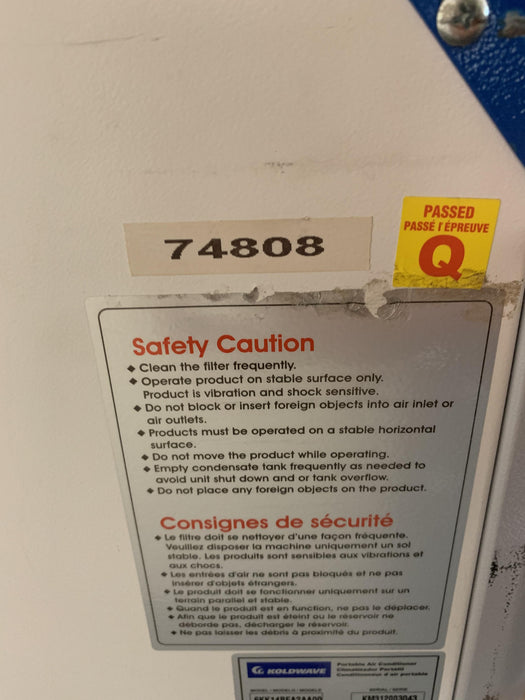 PASSED
PASSÉ l'ÉPREUVE
Q
74808
Safety Caution
◆ Clean the filter frequently.
◆ Operate product on stable surface only.
Product is vibration and shock sensitive.
◆ Do not block or insert foreign objects into air inlet or
air outlets.
◆ Products must be operated on a stable horizontal
surface.
◆ Do not move the product while operating.
◆ Empty condensate tank frequently as needed to
avoid unit shut down and or tank overflow.
◆ Do not place any foreign objects on the product.
Consignes de sécurité
◆ Le filtre doit se nettoyer d'une façon fréquente.
Veuillez disposer la machine uniquement un sol
stable. Les produits sont sensibles aux vibrations et
aux chocs.
◆ Les entrées d'air ne sont pas bloqués et ne pas
insérer d'objets étrangers.
◆ Le produit doit se fonctionner uniquement sur un
terrain parallel et stable.
◆ Quand le produit est en function, ne pas le déplacer.
◆ Afin que le produit est éteint ou le réservoir ne
déborde pas, décharger le réservoir.
◆ Ne pas laisser les débris à proximité du produit.
KOLDWAVE
Portable Air Conditioner
Climatizador Portátil
Conditionneur d'air portable